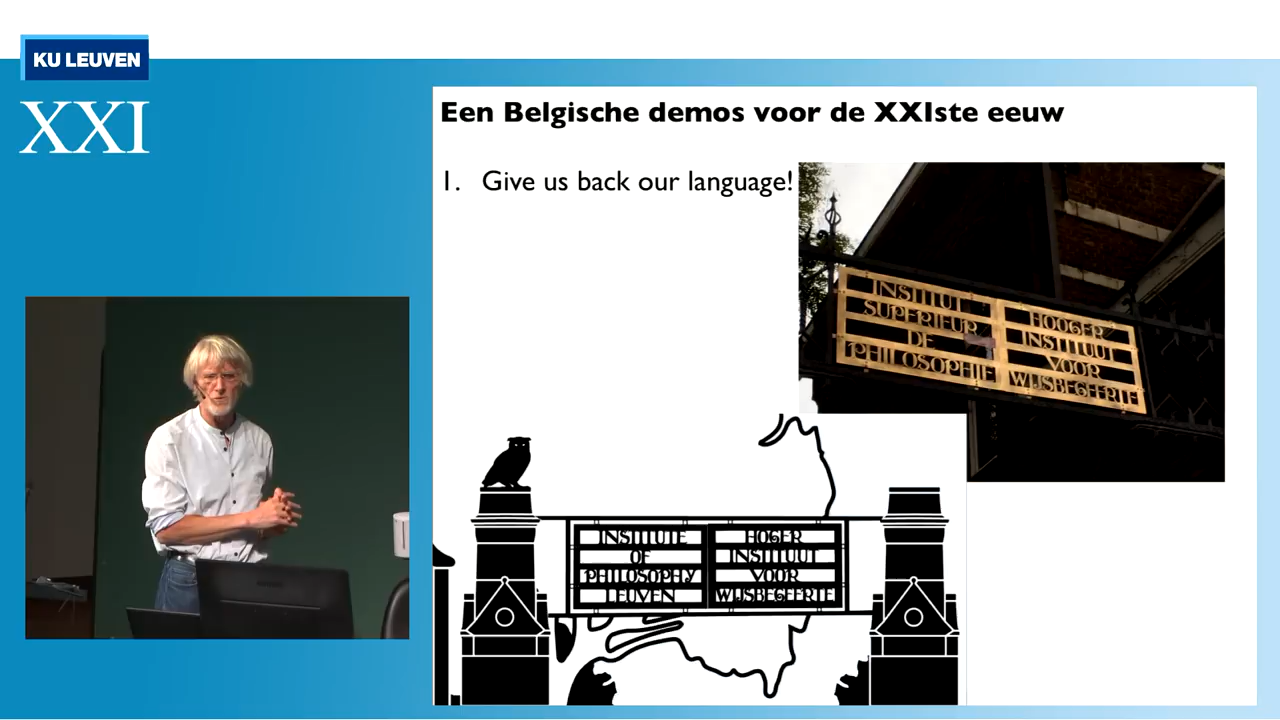 KU LEUVEN
XXI
Een Belgische demos voor de XXIste eeuw
1. Give us back our language!
INSTITUT
SUPERIEUR
DE
PHILOSOPHIE
HOOGER
INSTITUUT
VOOR
WIJSBEGEERTE
INSTITUTE
OF
PHILOSOPHY
LEUVEN
HOGER
INSTITUUT
VOOR
WIJSBEGEERTE